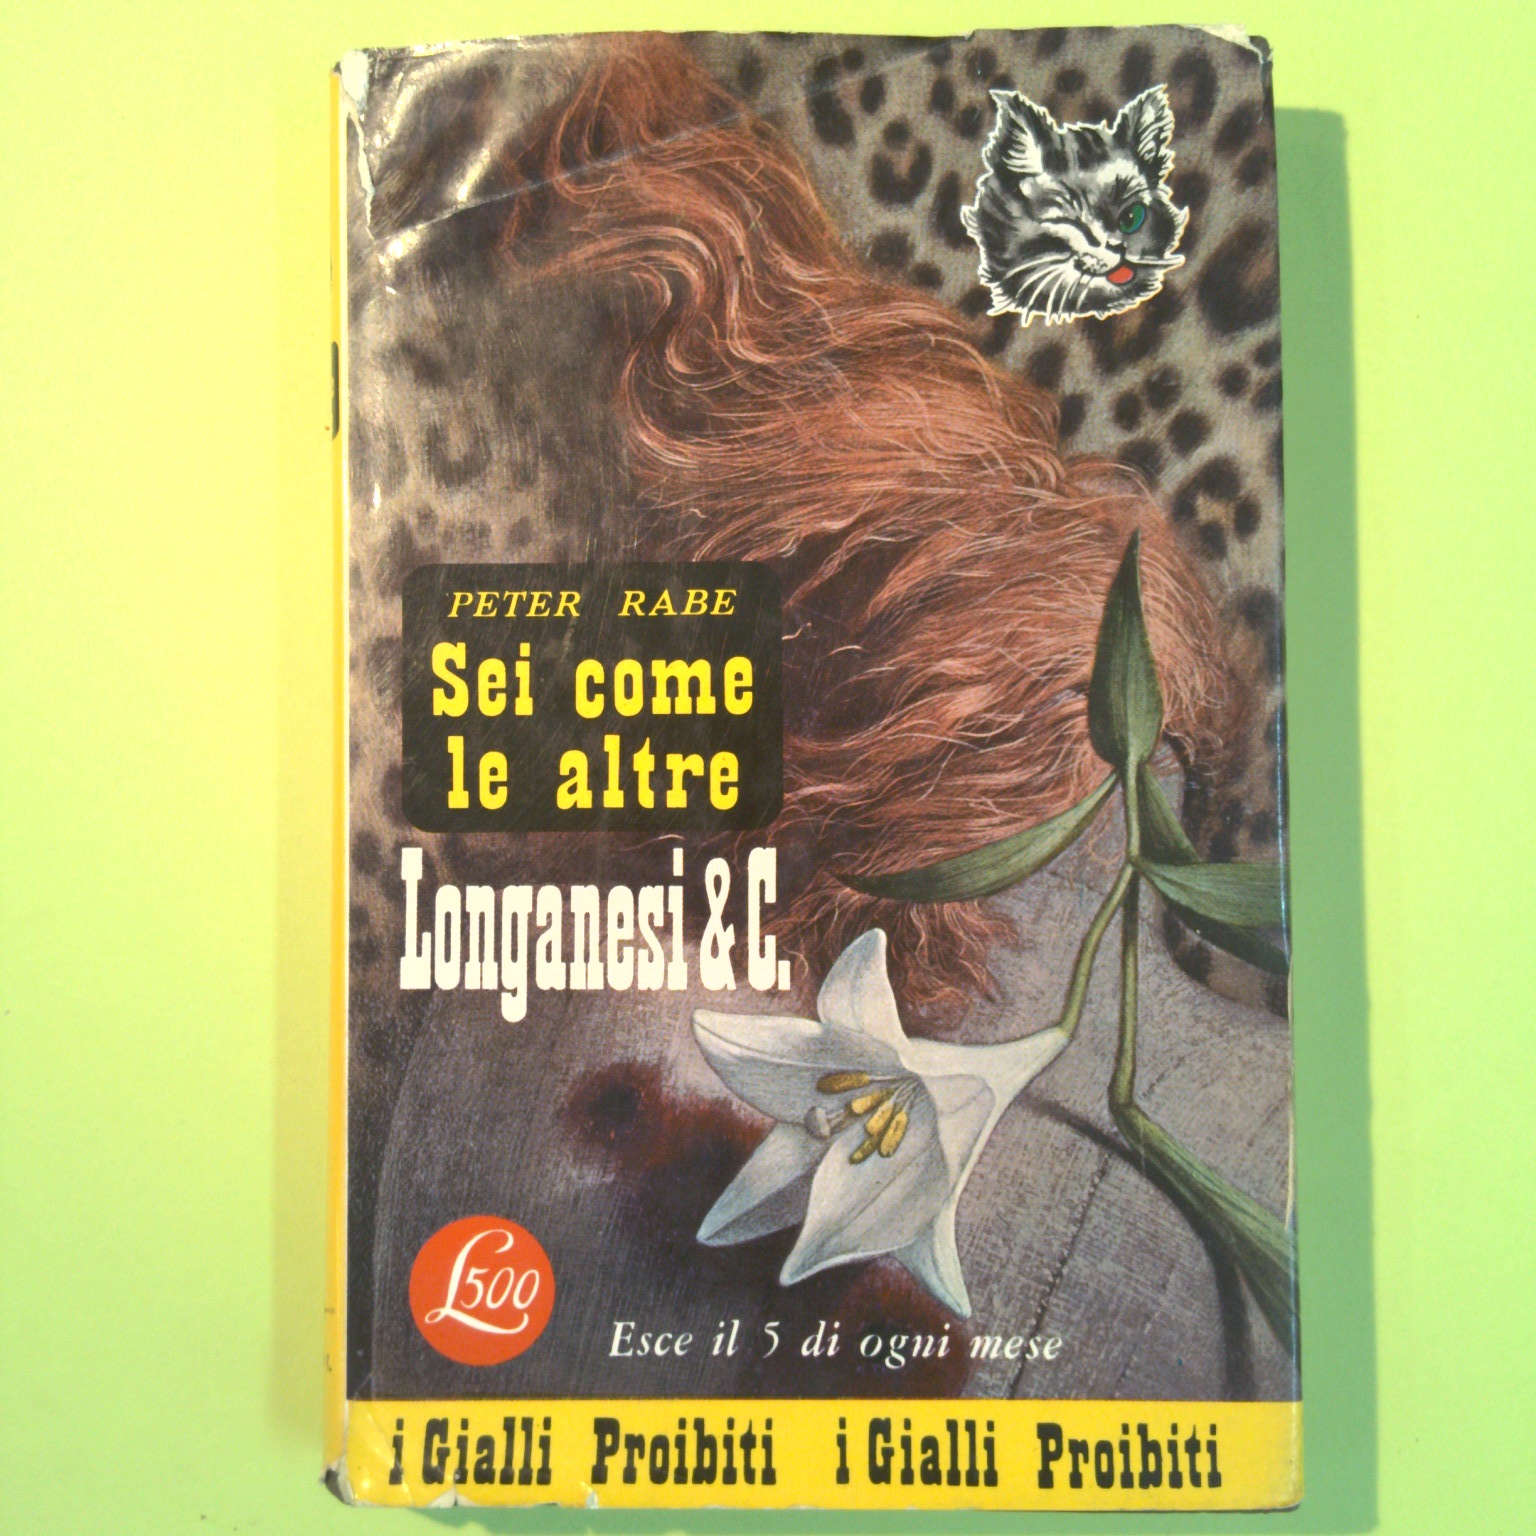 PETER RABE
Sei come
le altre
Longanesi & C.
L500
Esce il 5 di ogni mese
i Gialli Proibiti i Gialli Proibiti